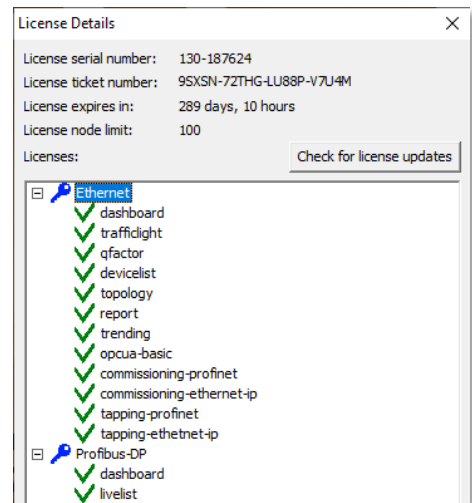 License Details
License serial number: 130-187624
License ticket number: 9SXSN-72THG-LU88P-V7U4M
License expires in: 289 days, 10 hours
License node limit: 100
Licenses: Check for license updates
Ethernet
dashboard
trafficlight
qfactor
devicelist
topology
report
trending
opcua-basic
commissioning-profinet
commissioning-ethernet-ip
tapping-profinet
tapping-ethetnet-ip
Profibus-DP
dashboard
livelist